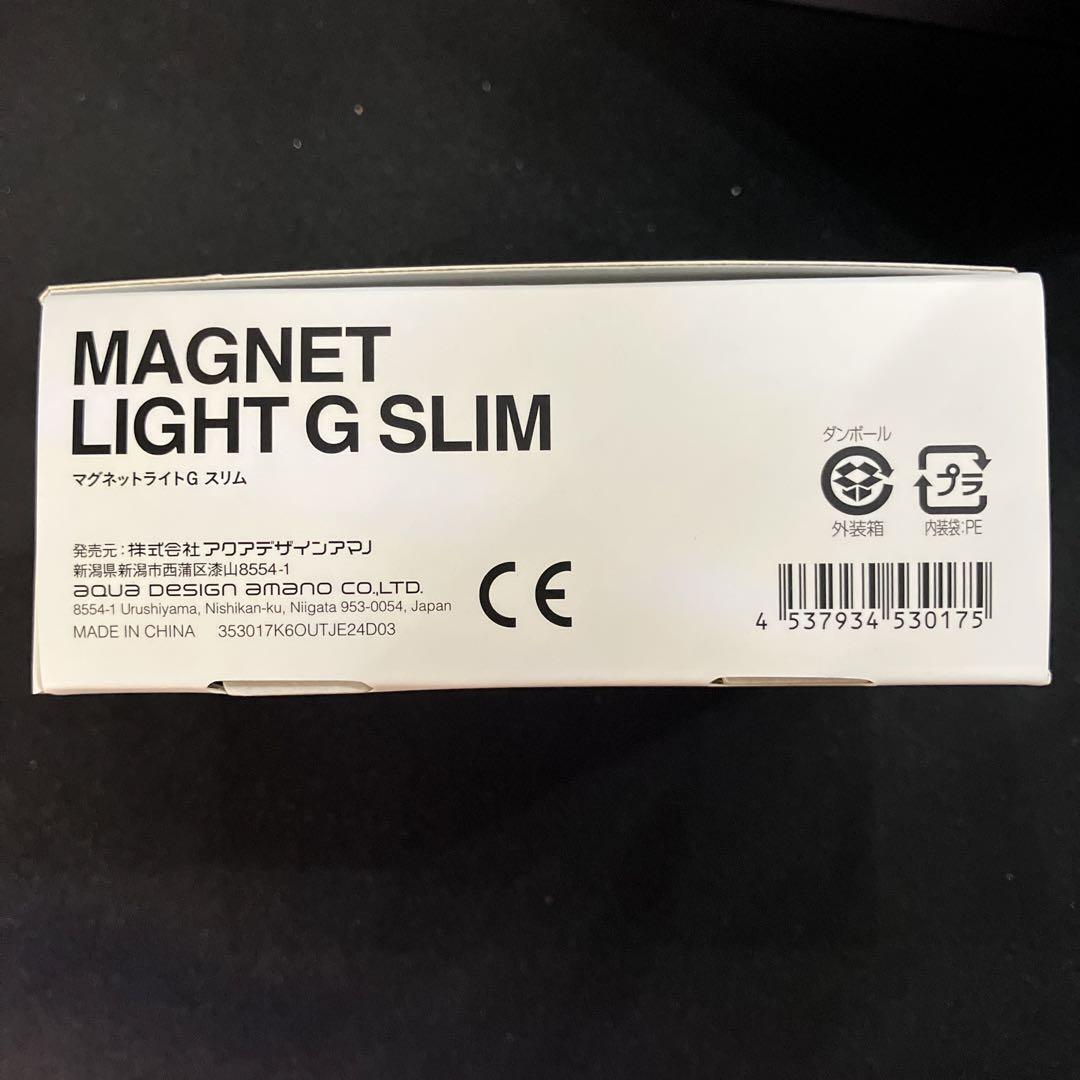 MAGNET
LIGHT G SLIM
マグネットライトG スリム
発売元：株式会社アクアデザインアマノ
新潟県新潟市西蒲区漆山8554-1
aqua Design amano CO.,LTD.
8554-1 Urushiyama, Nishikan-ku, Niigata 953-0054, Japan
MADE IN CHINA 353017K6OUTJE24D03
CE
ダンボール
外装箱
プラ
内装袋:PE
4 537934 530175